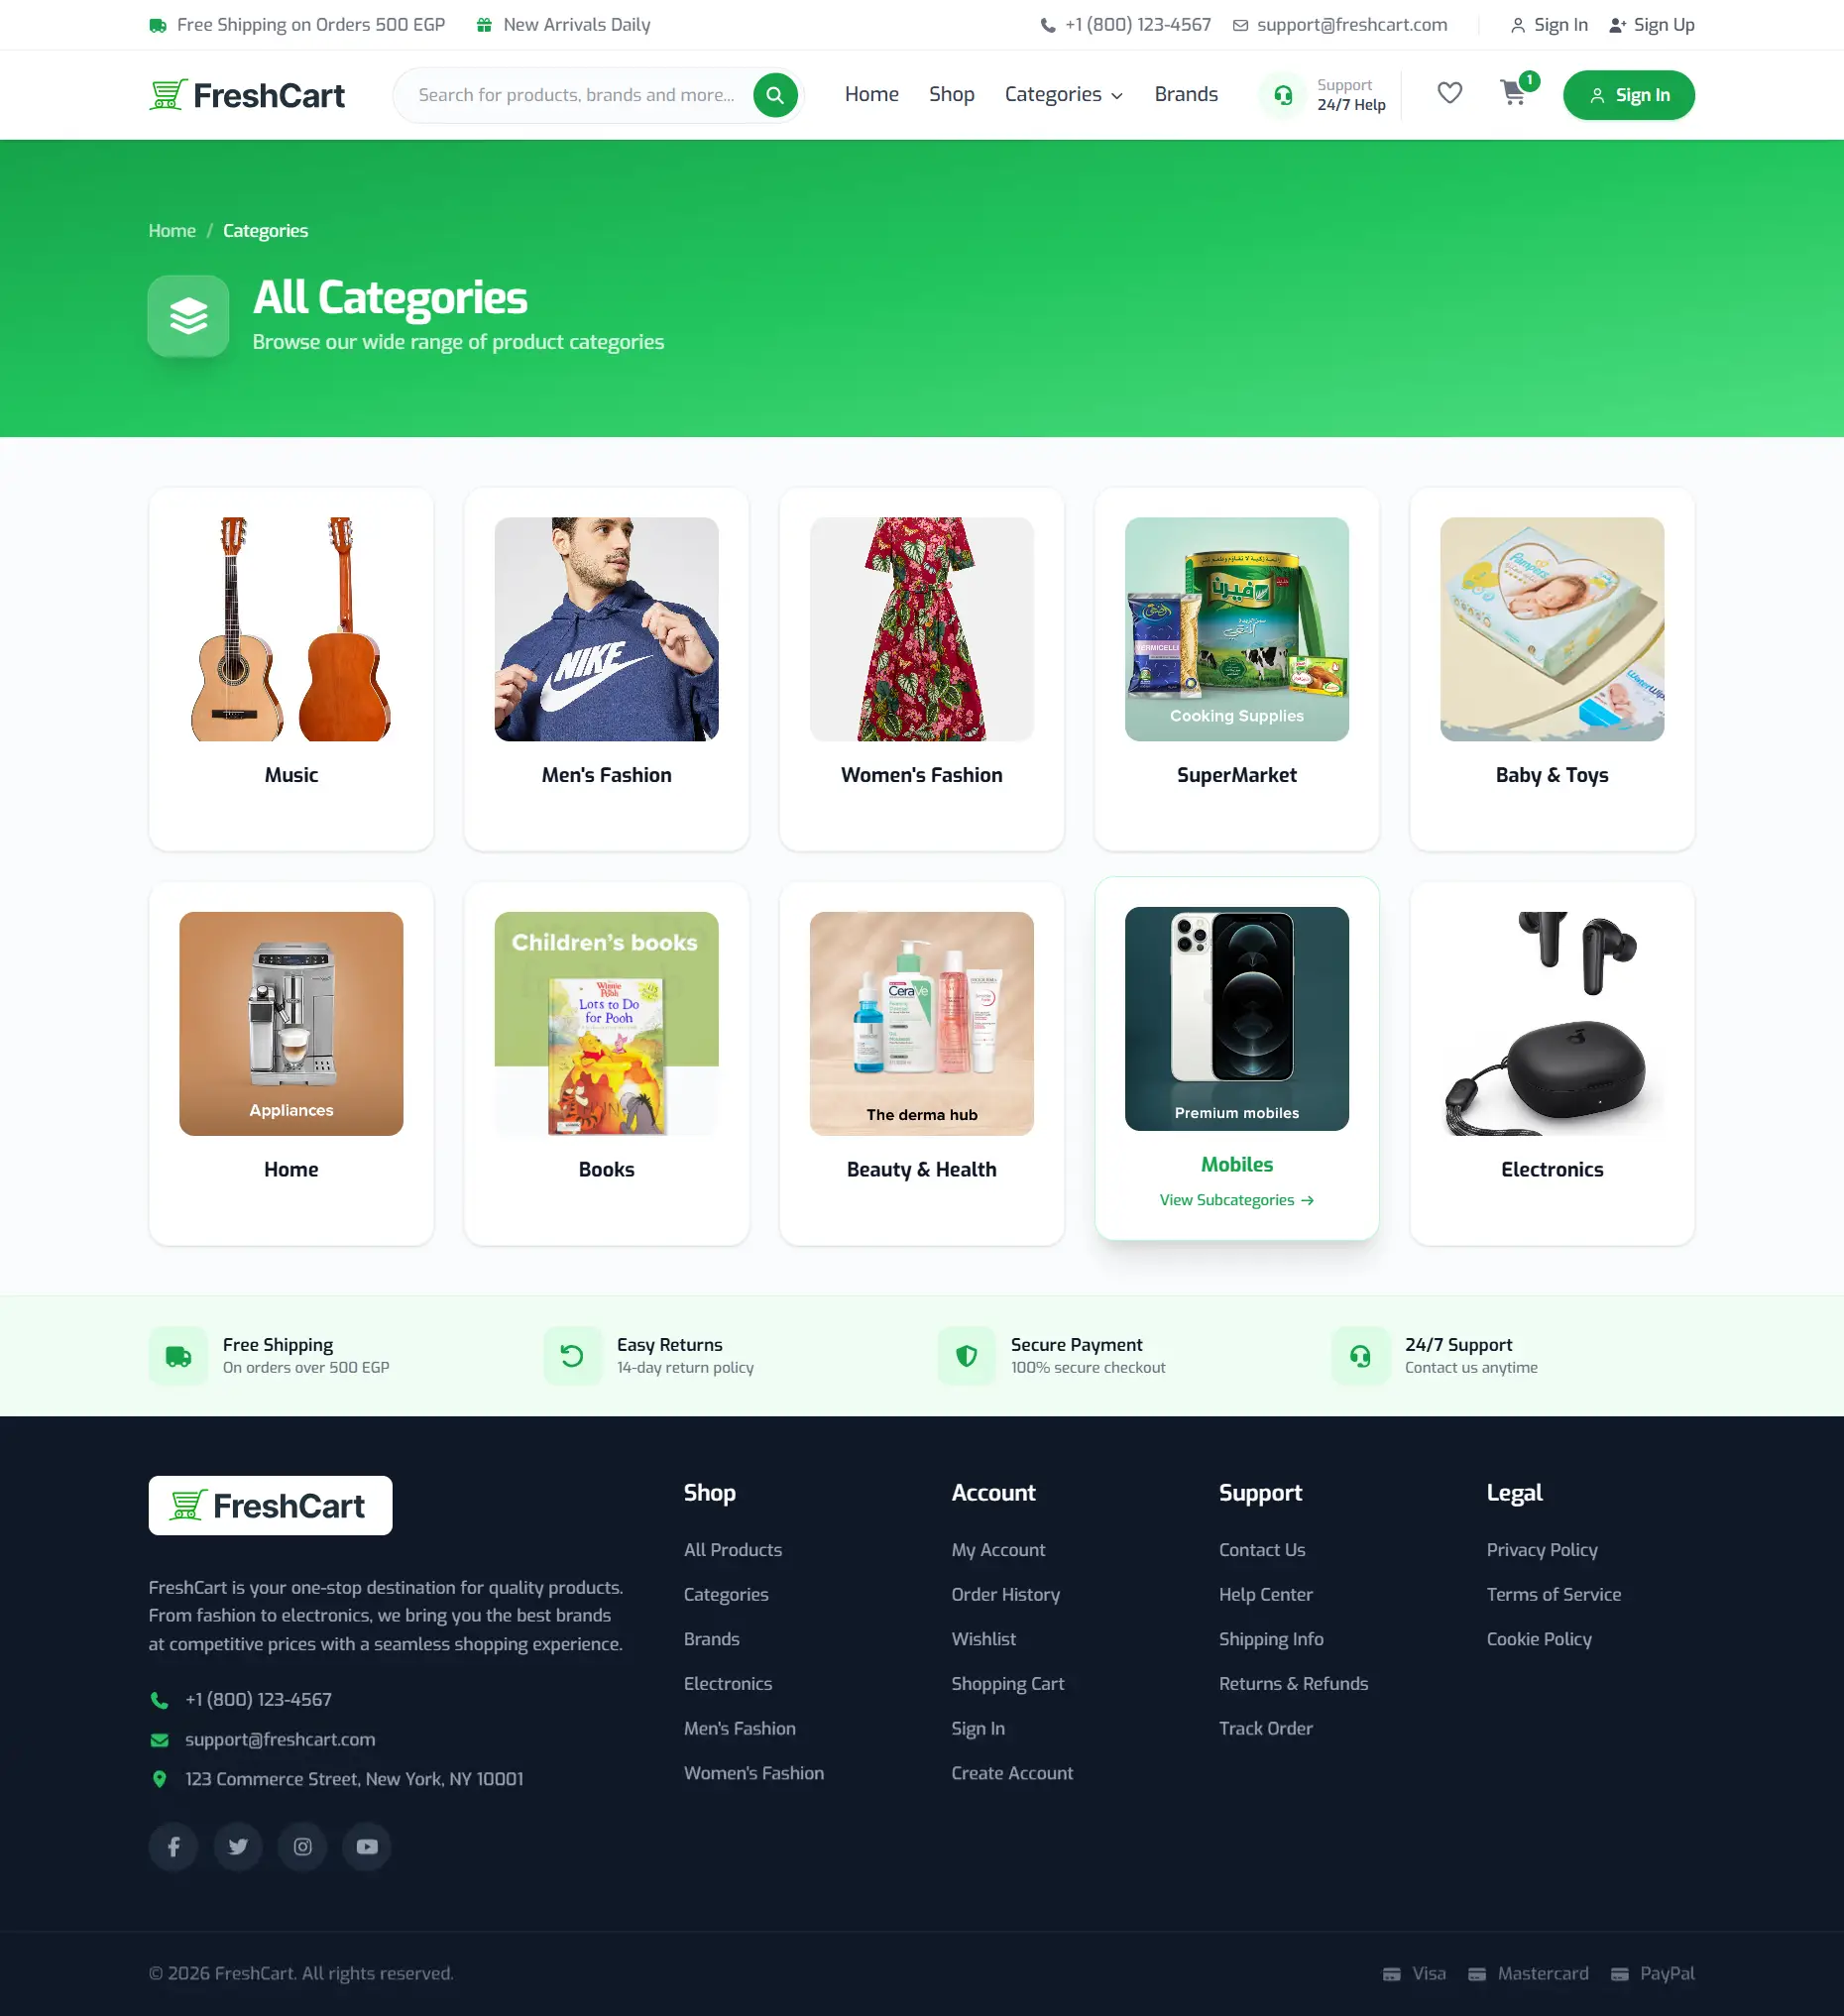 Free Shipping on Orders 500 EGP
New Arrivals Daily
+1 (800) 123-4567
support@freshcart.com
Sign In
Sign Up
FreshCart
Search for products, brands and more...
Home
Shop
Categories
Brands
Support
24/7 Help
1
Sign In
Home / Categories
All Categories
Browse our wide range of product categories
NIKE
فيرن
VERMICELLI
Cooking Supplies
Pampers
WaterWipes
Music
Men's Fashion
Women's Fashion
SuperMarket
Baby & Toys
Appliances
Children's books
Winnie
Pooh
Lots to Do
for Pooh
CeraVe
The derma hub
Premium mobiles
Home
Books
Beauty & Health
Mobiles
View Subcategories →
Electronics
Free Shipping
On orders over 500 EGP
Easy Returns
14-day return policy
Secure Payment
100% secure checkout
24/7 Support
Contact us anytime
FreshCart
FreshCart is your one-stop destination for quality products.
From fashion to electronics, we bring you the best brands
at competitive prices with a seamless shopping experience.
+1 (800) 123-4567
support@freshcart.com
123 Commerce Street, New York, NY 10001
Shop
All Products
Categories
Brands
Electronics
Men's Fashion
Women's Fashion
Account
My Account
Order History
Wishlist
Shopping Cart
Sign In
Create Account
Support
Contact Us
Help Center
Shipping Info
Returns & Refunds
Track Order
Legal
Privacy Policy
Terms of Service
Cookie Policy
© 2026 FreshCart. All rights reserved.
Visa
Mastercard
PayPal